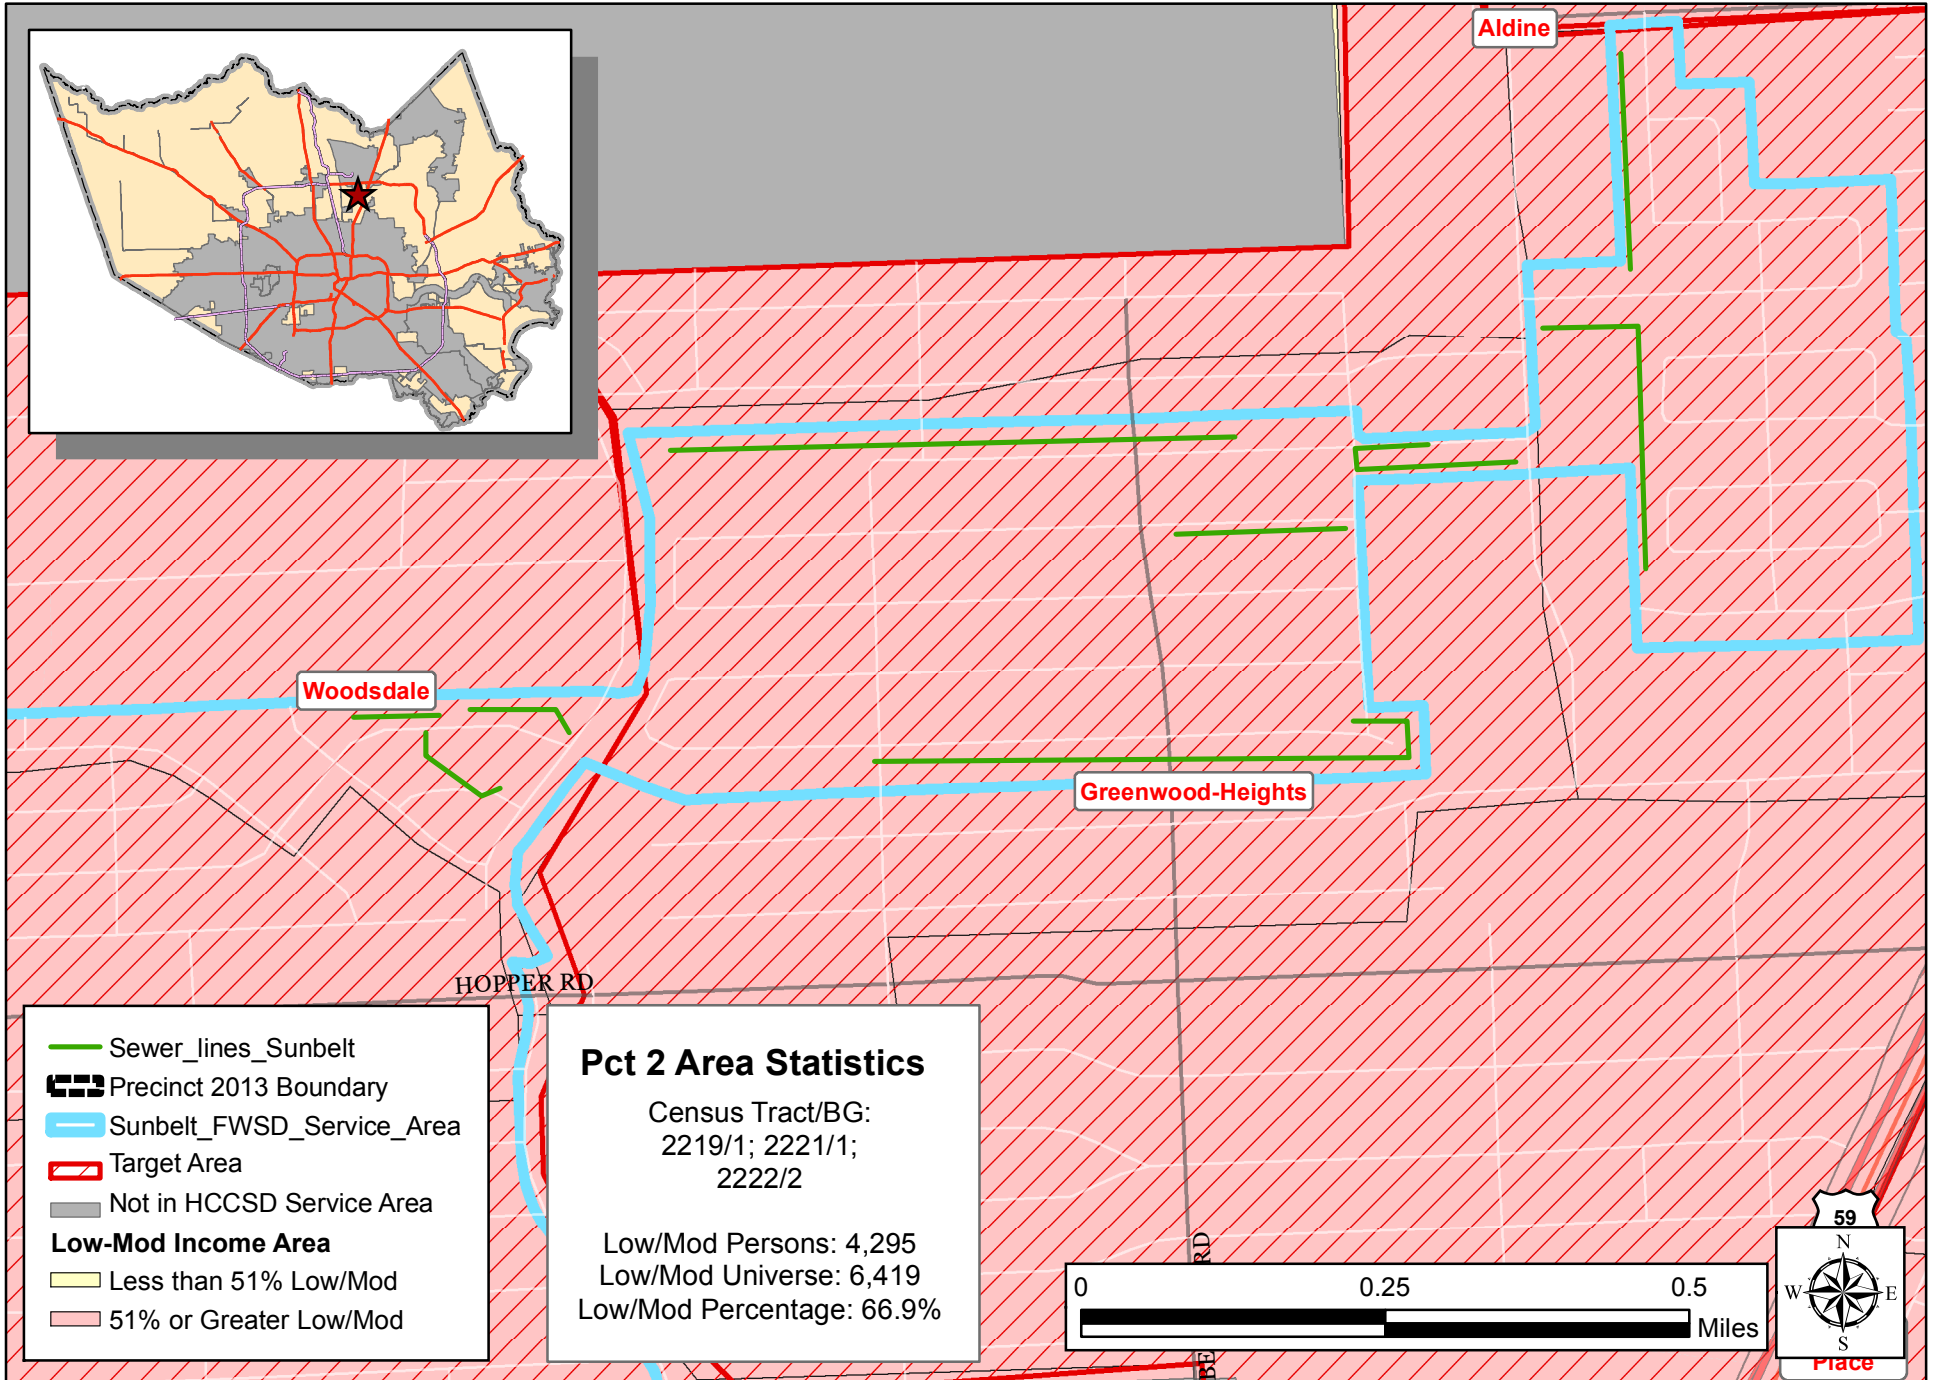 Aldine
Woodsdale
Greenwood-Heights
HOPPER RD
Sewer_lines_Sunbelt
Precinct 2013 Boundary
Sunbelt_FWSD_Service_Area
Target Area
Not in HCCSD Service Area
Low-Mod Income Area
Less than 51% Low/Mod
51% or Greater Low/Mod
Pct 2 Area Statistics
Census Tract/BG:
2219/1; 2221/1;
2222/2
Low/Mod Persons: 4,295
Low/Mod Universe: 6,419
Low/Mod Percentage: 66.9%
RD
0 0.25 0.5
Miles
59
N
W E
S
Place